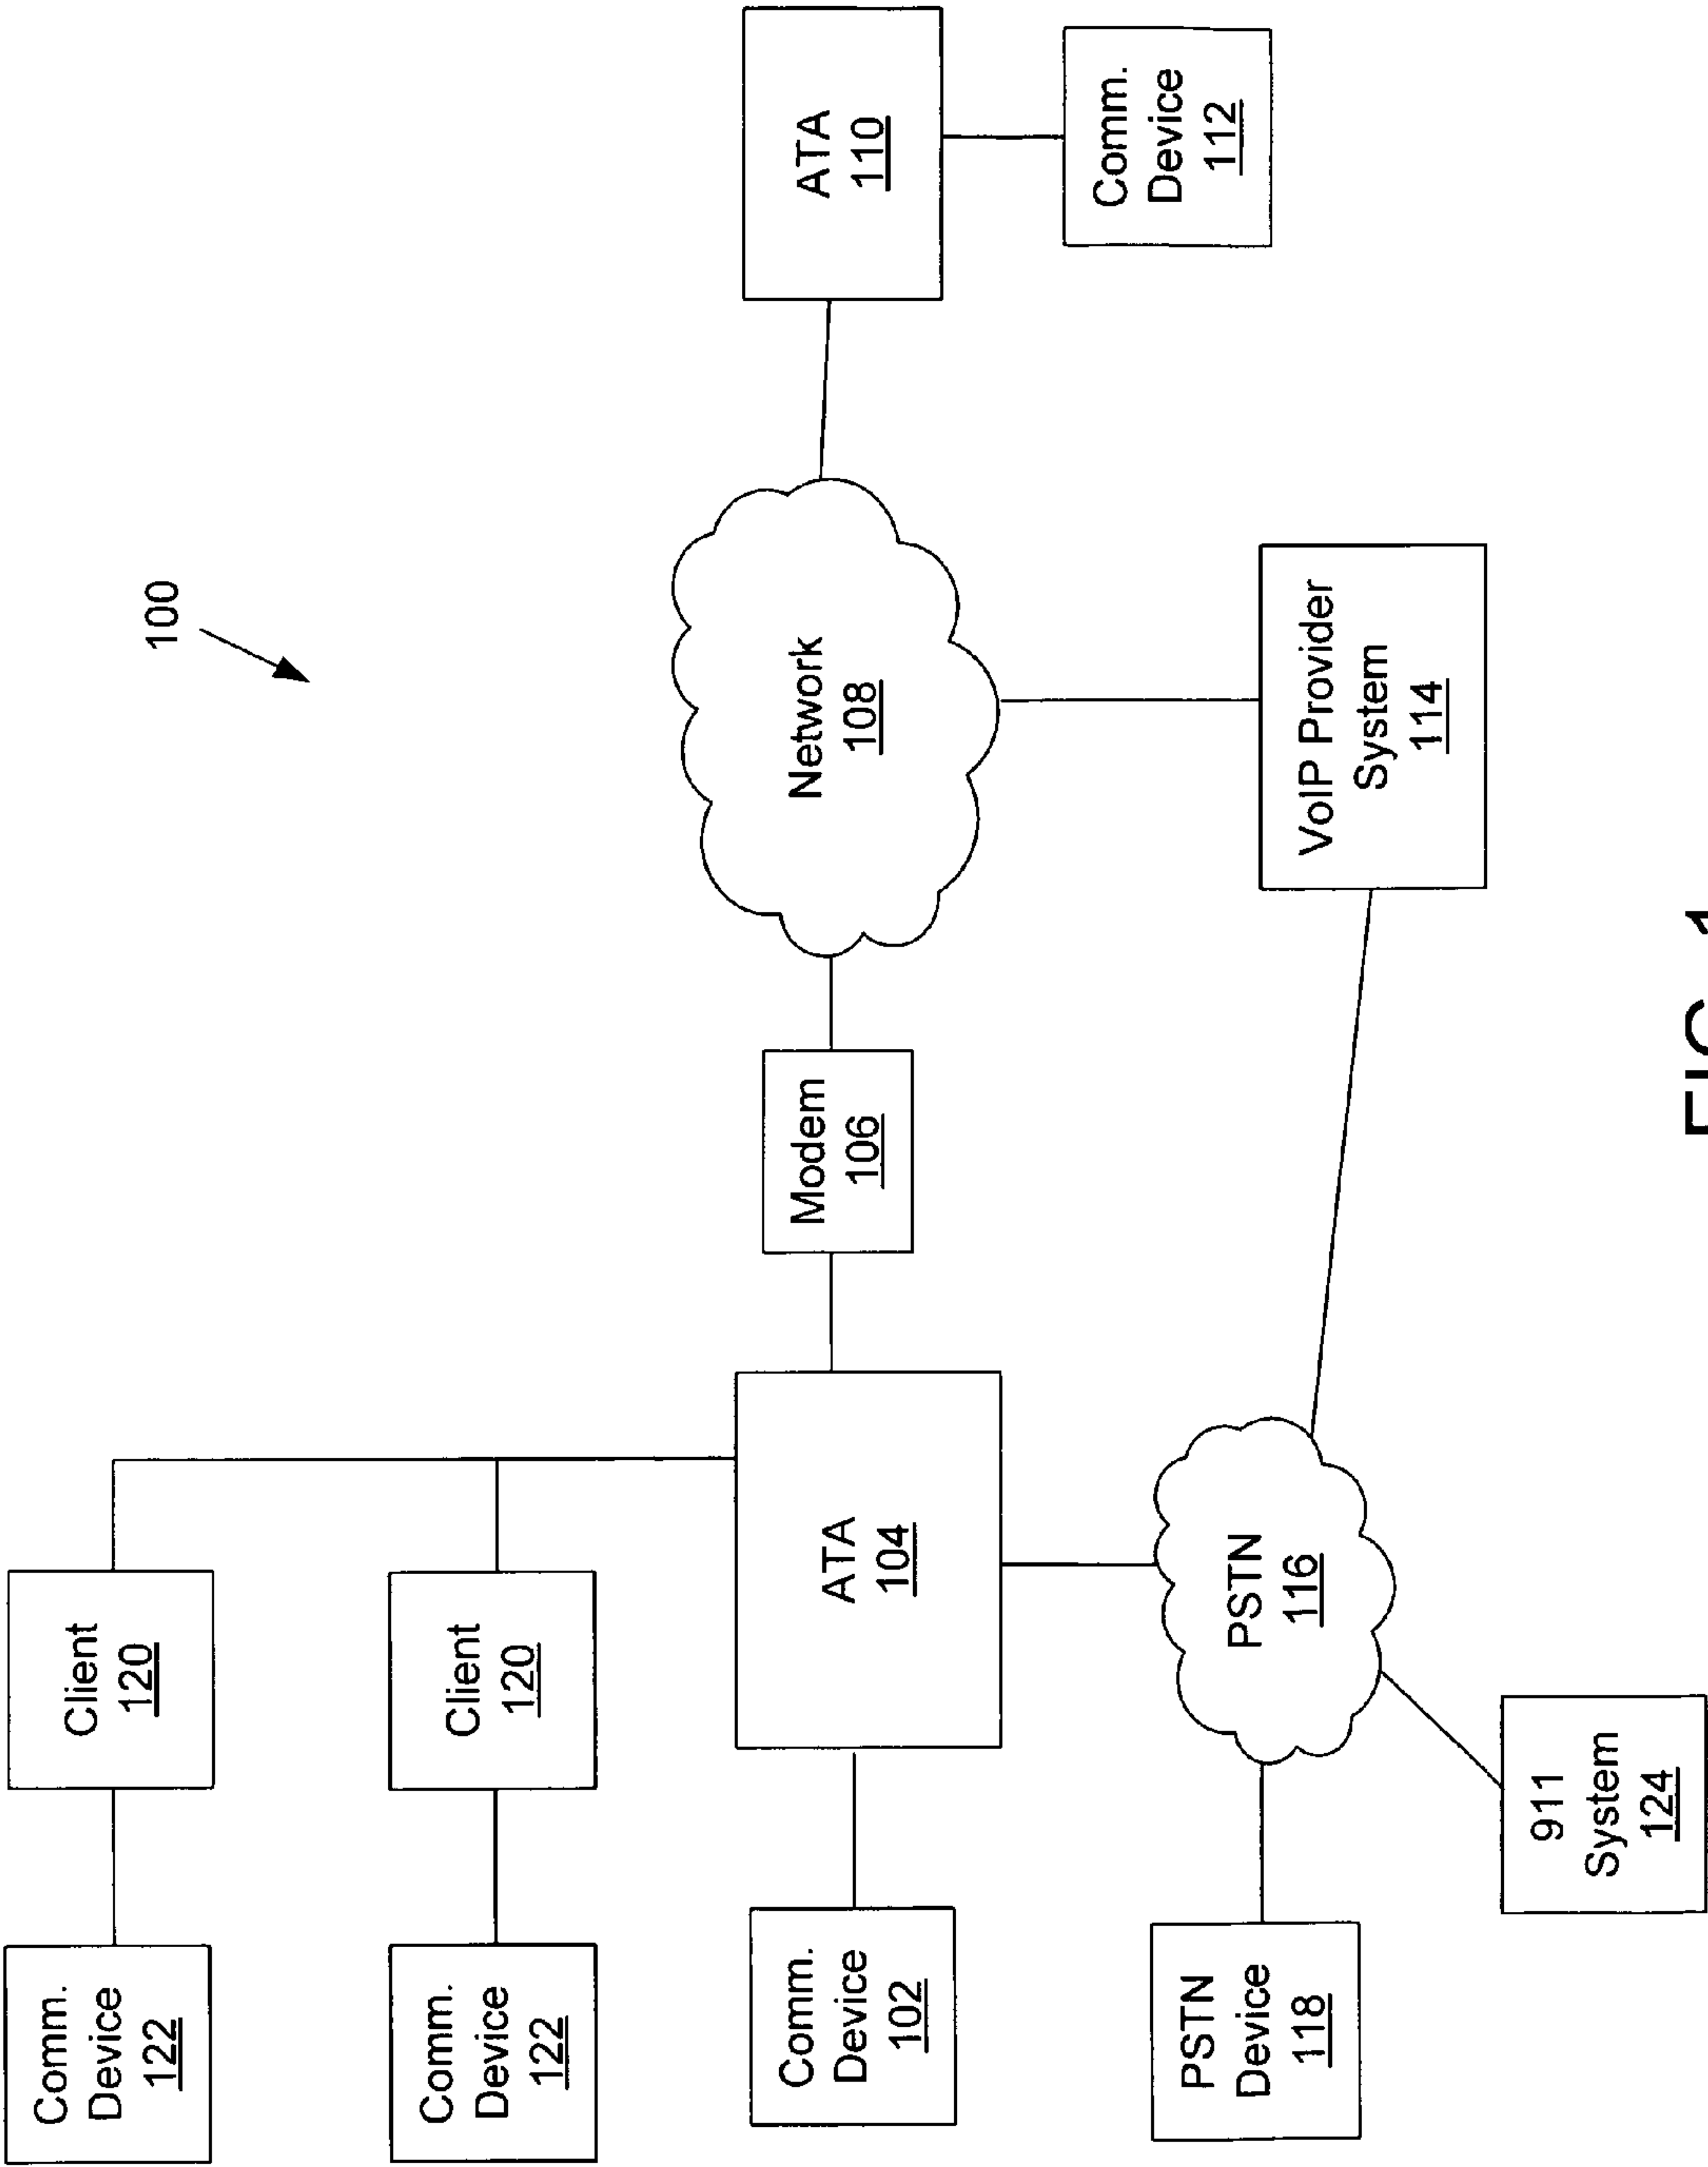 100
Comm.
Device
122
Client
120
Comm.
Device
122
Client
120
Comm.
Device
102
ATA
104
Modem
106
Network
108
ATA
110
Comm.
Device
112
PSTN
Device
118
PSTN
116
VoIP Provider
System
114
911
System
124